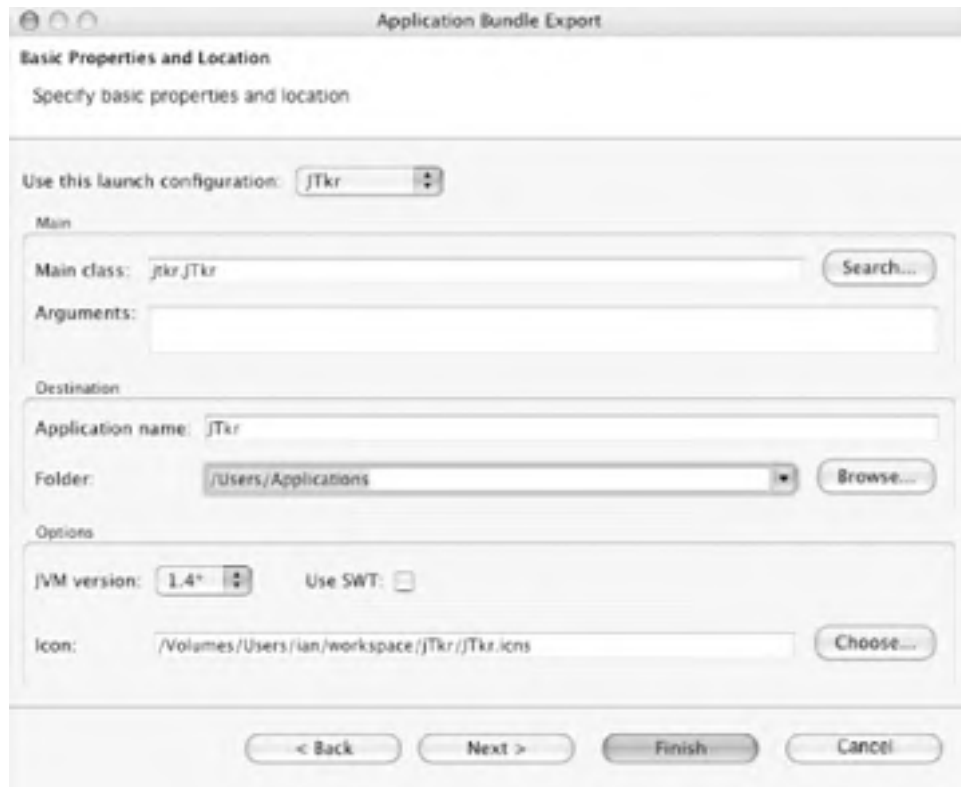 Application Bundle Export
Basic Properties and Location
Specify basic properties and location
Use this launch configuration: JTkr
Main
Main class: jtkr.JTkr Search...
Arguments:
Destination
Application name: JTkr
Folder: /Users/Applications Browse...
Options
JVM version: 1.4* Use SWT:
Icon: /Volumes/Users/ian/workspace/jTkr/JTkr.icns Choose...
< Back Next > Finish Cancel